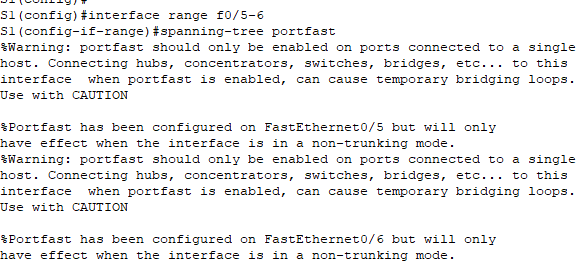 S1(config)#
S1(config)#interface range f0/5-6
S1(config-if-range)#spanning-tree portfast
%Warning: portfast should only be enabled on ports connected to a single
host. Connecting hubs, concentrators, switches, bridges, etc... to this
interface  when portfast is enabled, can cause temporary bridging loops.
Use with CAUTION

%Portfast has been configured on FastEthernet0/5 but will only
have effect when the interface is in a non-trunking mode.
%Warning: portfast should only be enabled on ports connected to a single
host. Connecting hubs, concentrators, switches, bridges, etc... to this
interface  when portfast is enabled, can cause temporary bridging loops.
Use with CAUTION

%Portfast has been configured on FastEthernet0/6 but will only
have effect when the interface is in a non-trunking mode.